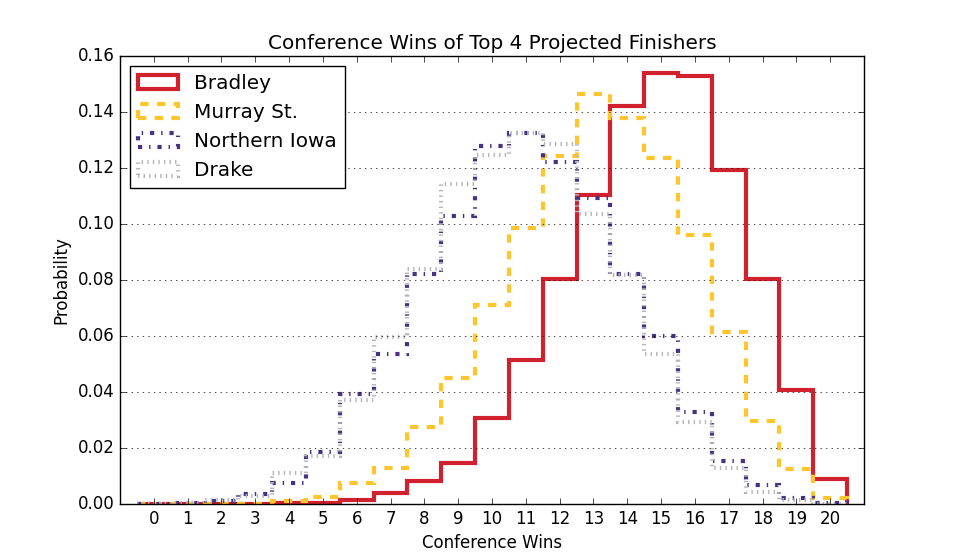 Conference Wins of Top 4 Projected Finishers
Bradley
Murray St.
Northern Iowa
Drake
Probability
0.16
0.14
0.12
0.10
0.08
0.06
0.04
0.02
0.00
0 1 2 3 4 5 6 7 8 9 10 11 12 13 14 15 16 17 18 19 20
Conference Wins